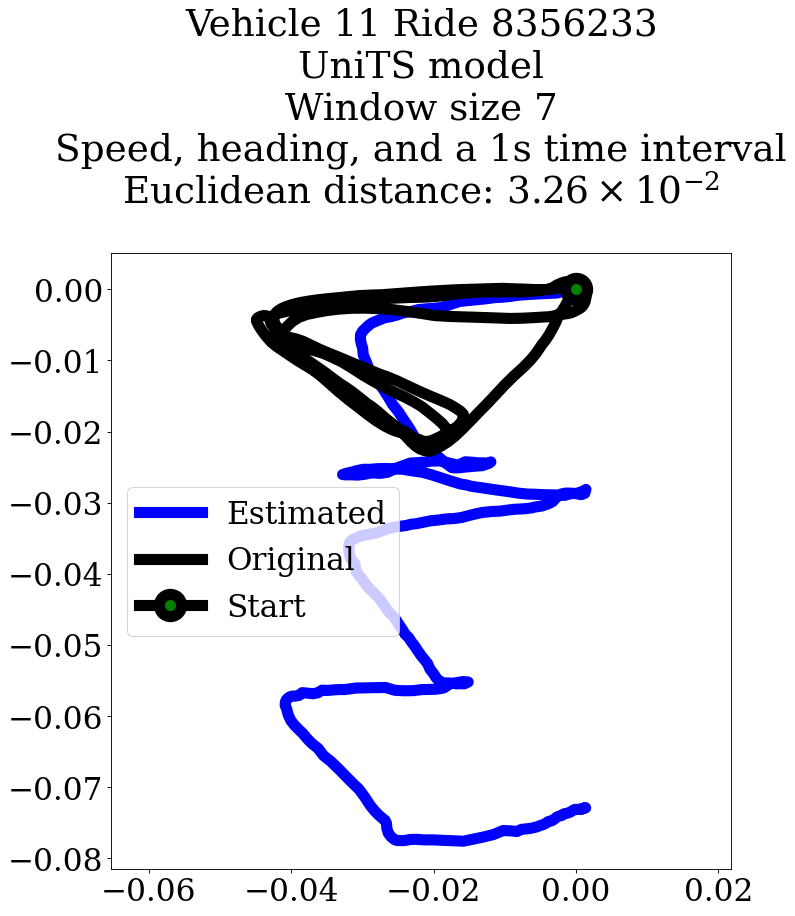 Vehicle 11 Ride 8356233
UniTS model
Window size 7
Speed, heading, and a 1s time interval
Euclidean distance: 3.26 × 10⁻²
0.00
−0.01
−0.02
−0.03
−0.04
−0.05
−0.06
−0.07
−0.08
Estimated
Original
Start
−0.06 −0.04 −0.02 0.00 0.02